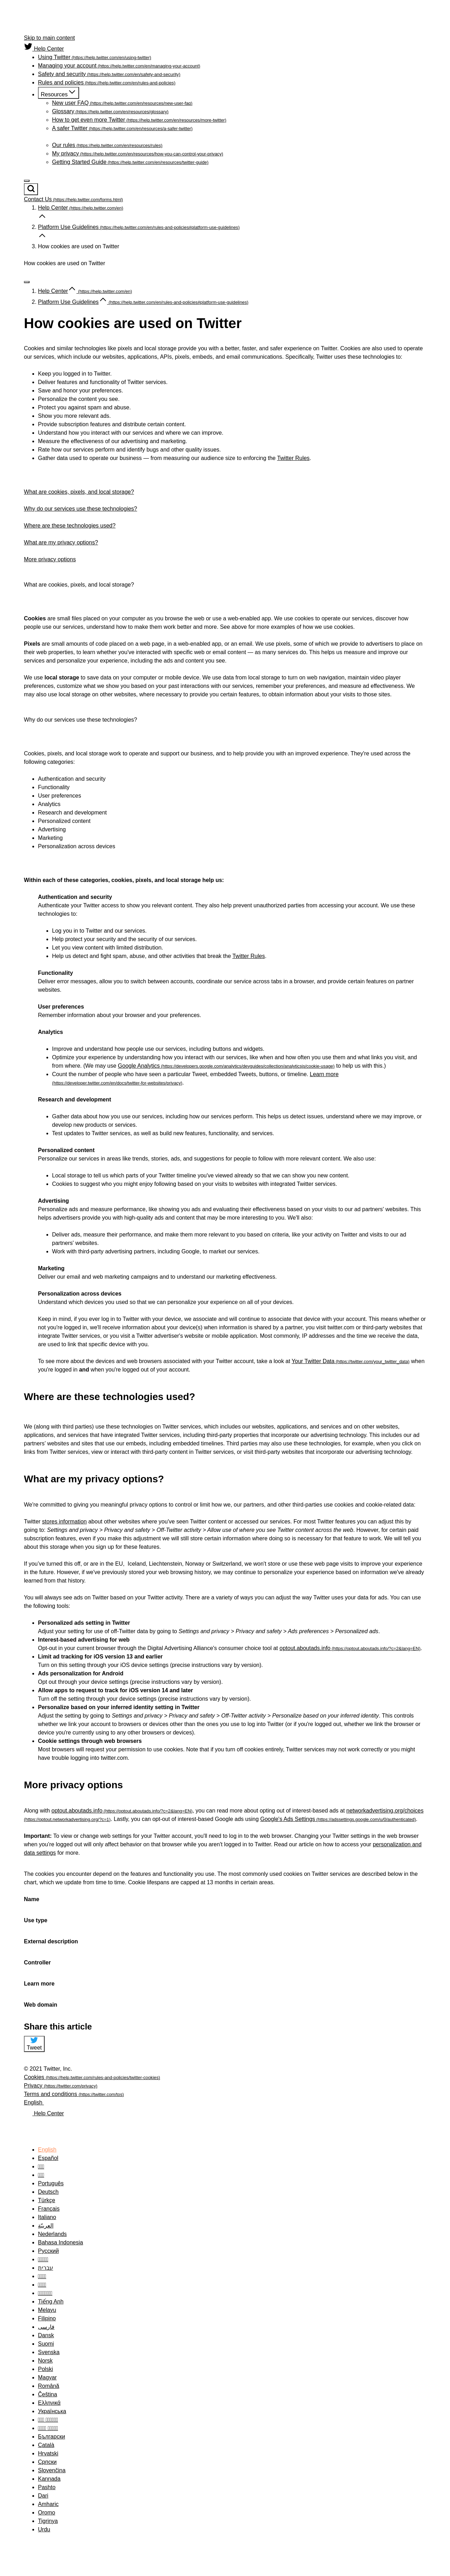 Skip to main content
Help Center
Using Twitter (https://help.twitter.com/en/using-twitter)
Managing your account (https://help.twitter.com/en/managing-your-account)
Safety and security (https://help.twitter.com/en/safety-and-security)
Rules and policies (https://help.twitter.com/en/rules-and-policies)
Resources
New user FAQ (https://help.twitter.com/en/resources/new-user-faq)
Glossary (https://help.twitter.com/en/resources/glossary)
How to get even more Twitter (https://help.twitter.com/en/resources/more-twitter)
A safer Twitter (https://help.twitter.com/en/resources/a-safer-twitter)
Our rules (https://help.twitter.com/en/resources/rules)
My privacy (https://help.twitter.com/en/resources/how-you-can-control-your-privacy)
Getting Started Guide (https://help.twitter.com/en/resources/twitter-guide)
Contact Us (https://help.twitter.com/forms.html)
1. Help Center (https://help.twitter.com/en)
2. Platform Use Guidelines (https://help.twitter.com/en/rules-and-policies#platform-use-guidelines)
3. How cookies are used on Twitter
How cookies are used on Twitter
1. Help Center (https://help.twitter.com/en)
2. Platform Use Guidelines (https://help.twitter.com/en/rules-and-policies#platform-use-guidelines)
How cookies are used on Twitter
Cookies and similar technologies like pixels and local storage provide you with a better, faster, and safer experience on Twitter. Cookies are also used to operate
our services, which include our websites, applications, APIs, pixels, embeds, and email communications. Specifically, Twitter uses these technologies to:
Keep you logged in to Twitter.
Deliver features and functionality of Twitter services.
Save and honor your preferences.
Personalize the content you see.
Protect you against spam and abuse.
Show you more relevant ads.
Provide subscription features and distribute certain content.
Understand how you interact with our services and where we can improve.
Measure the effectiveness of our advertising and marketing.
Rate how our services perform and identify bugs and other quality issues.
Gather data used to operate our business — from measuring our audience size to enforcing the Twitter Rules.
What are cookies, pixels, and local storage?
Why do our services use these technologies?
Where are these technologies used?
What are my privacy options?
More privacy options
What are cookies, pixels, and local storage?
Cookies are small files placed on your computer as you browse the web or use a web-enabled app. We use cookies to operate our services, discover how
people use our services, understand how to make them work better and more. See above for more examples of how we use cookies.
Pixels are small amounts of code placed on a web page, in a web-enabled app, or an email. We use pixels, some of which we provide to advertisers to place on
their web properties, to learn whether you've interacted with specific web or email content — as many services do. This helps us measure and improve our
services and personalize your experience, including the ads and content you see.
We use local storage to save data on your computer or mobile device. We use data from local storage to turn on web navigation, maintain video player
preferences, customize what we show you based on your past interactions with our services, remember your preferences, and measure ad effectiveness. We
may also use local storage on other websites, where necessary to provide you certain features, to obtain information about your visits to those sites.
Why do our services use these technologies?
Cookies, pixels, and local storage work to operate and support our business, and to help provide you with an improved experience. They're used across the
following categories:
Authentication and security
Functionality
User preferences
Analytics
Research and development
Personalized content
Advertising
Marketing
Personalization across devices
Within each of these categories, cookies, pixels, and local storage help us:
Authentication and security
Authenticate your Twitter access to show you relevant content. They also help prevent unauthorized parties from accessing your account. We use these
technologies to:
Log you in to Twitter and our services.
Help protect your security and the security of our services.
Let you view content with limited distribution.
Help us detect and fight spam, abuse, and other activities that break the Twitter Rules.
Functionality
Deliver error messages, allow you to switch between accounts, coordinate our service across tabs in a browser, and provide certain features on partner
websites.
User preferences
Remember information about your browser and your preferences.
Analytics
Improve and understand how people use our services, including buttons and widgets.
Optimize your experience by understanding how you interact with our services, like when and how often you use them and what links you visit, and
from where. (We may use Google Analytics (https://developers.google.com/analytics/devguides/collection/analyticsjs/cookie-usage) to help us with this.)
Count the number of people who have seen a particular Tweet, embedded Tweets, buttons, or timeline. Learn more
(https://developer.twitter.com/en/docs/twitter-for-websites/privacy).
Research and development
Gather data about how you use our services, including how our services perform. This helps us to detect issues, understand where we may improve, or
develop new products or services.
Test updates to Twitter services, as well as build new features, functionality, and services.
Personalized content
Personalize our services in areas like trends, stories, ads, and suggestions for people to follow with more relevant content. We also use:
Local storage to tell us which parts of your Twitter timeline you've viewed already so that we can show you new content.
Cookies to suggest who you might enjoy following based on your visits to websites with integrated Twitter services.
Advertising
Personalize ads and measure performance, like showing you ads and evaluating their effectiveness based on your visits to our ad partners' websites. This
helps advertisers provide you with high-quality ads and content that may be more interesting to you. We'll also:
Deliver ads, measure their performance, and make them more relevant to you based on criteria, like your activity on Twitter and visits to our ad
partners' websites.
Work with third-party advertising partners, including Google, to market our services.
Marketing
Deliver our email and web marketing campaigns and to understand our marketing effectiveness.
Personalization across devices
Understand which devices you used so that we can personalize your experience on all of your devices.
Keep in mind, if you ever log in to Twitter with your device, we associate and will continue to associate that device with your account. This means whether or
not you're logged in, we'll receive information about your device(s) when information is shared by a partner, you visit twitter.com or third-party websites that
integrate Twitter services, or you visit a Twitter advertiser's website or mobile application. Most commonly, IP addresses and the time we receive the data,
are used to link that specific device with you.
To see more about the devices and web browsers associated with your Twitter account, take a look at Your Twitter Data (https://twitter.com/your_twitter_data) when
you're logged in and when you're logged out of your account.
Where are these technologies used?
We (along with third parties) use these technologies on Twitter services, which includes our websites, applications, and services and on other websites,
applications, and services, that have integrated Twitter services, including third-party properties that incorporate our advertising technology. This includes our ad
partners' websites and sites that use our embeds, including embedded timelines. Third parties may also use these technologies, for example, when you click on
links from Twitter services, view or interact with third-party content in Twitter services, or visit third-party websites that incorporate our advertising technology.
What are my privacy options?
We're committed to giving you meaningful privacy options to control or limit how we, our partners, and other third-parties use cookies and cookie-related data:
Twitter stores information about other websites where you've seen Twitter content or accessed our services. For most Twitter features you can adjust this by
going to: Settings and privacy > Privacy and safety > Off-Twitter activity > Allow use of where you see Twitter content across the web. However, for certain paid
subscription features, even if you make this adjustment we will still store certain information where doing so is necessary for that feature to work. We will tell you
about this storage when you sign up for these features.
If you've turned this off, or are in the EU, Iceland, Liechtenstein, Norway or Switzerland, we won't store or use these web page visits to improve your experience
in the future. However, if we've previously stored your web browsing history, we may continue to personalize your experience based on information we've already
learned from that history.
You will always see ads on Twitter based on your Twitter activity. There are a variety of ways you can adjust the way Twitter uses your data for ads. You can use
the following tools:
Personalized ads setting in Twitter
Adjust your setting for use of off-Twitter data by going to Settings and privacy > Privacy and safety > Ads preferences > Personalized ads.
Interest-based advertising for web
Opt-out in your current browser through the Digital Advertising Alliance's consumer choice tool at optout.aboutads.info (https://optout.aboutads.info/?c=2&lang=EN).
Limit ad tracking for iOS version 13 and earlier
Turn on this setting through your iOS device settings (precise instructions vary by version).
Ads personalization for Android
Opt out through your device settings (precise instructions vary by version).
Allow apps to request to track for iOS version 14 and later
Turn off the setting through your device settings (precise instructions vary by version).
Personalize based on your inferred identity setting in Twitter
Adjust the setting by going to Settings and privacy > Privacy and safety > Off-Twitter activity > Personalize based on your inferred identity. This controls
whether we link your account to browsers or devices other than the ones you use to log into Twitter (or if you're logged out, whether we link the browser or
device you're currently using to any other browsers or devices).
Cookie settings through web browsers
Most browsers will request your permission to use cookies. Note that if you turn off cookies entirely, Twitter services may not work correctly or you might
have trouble logging into twitter.com.
More privacy options
Along with optout.aboutads.info (https://optout.aboutads.info/?c=2&lang=EN), you can read more about opting out of interest-based ads at networkadvertising.org/choices
(https://optout.networkadvertising.org/?c=1). Lastly, you can opt-out of interest-based Google ads using Google's Ads Settings (https://adssettings.google.com/u/0/authenticated).
Important: To view or change web settings for your Twitter account, you'll need to log in to the web browser. Changing your Twitter settings in the web browser
when you're logged out will only affect behavior on that browser while you aren't logged in to Twitter. Read our article on how to access your personalization and
data settings for more.
The cookies you encounter depend on the features and functionality you use. The most commonly used cookies on Twitter services are described below in the
chart, which we update from time to time. Cookie lifespans are capped at 13 months in certain areas.
Name
Use type
External description
Controller
Learn more
Web domain
Share this article
Tweet
© 2021 Twitter, Inc.
Cookies (https://help.twitter.com/rules-and-policies/twitter-cookies)
Privacy (https://twitter.com/privacy)
Terms and conditions (https://twitter.com/tos)
English
Help Center
English
Español
Português
Deutsch
Türkçe
Français
Italiano
العربيّة
Nederlands
Bahasa Indonesia
Русский
עברית
Tiếng Anh
Melayu
Filipino
فارسی
Dansk
Suomi
Svenska
Norsk
Polski
Magyar
Română
Čeština
Ελληνικά
Українська
Български
Català
Hrvatski
Српски
Slovenčina
Kannada
Pashto
Dari
Amharic
Oromo
Tigrinya
Urdu